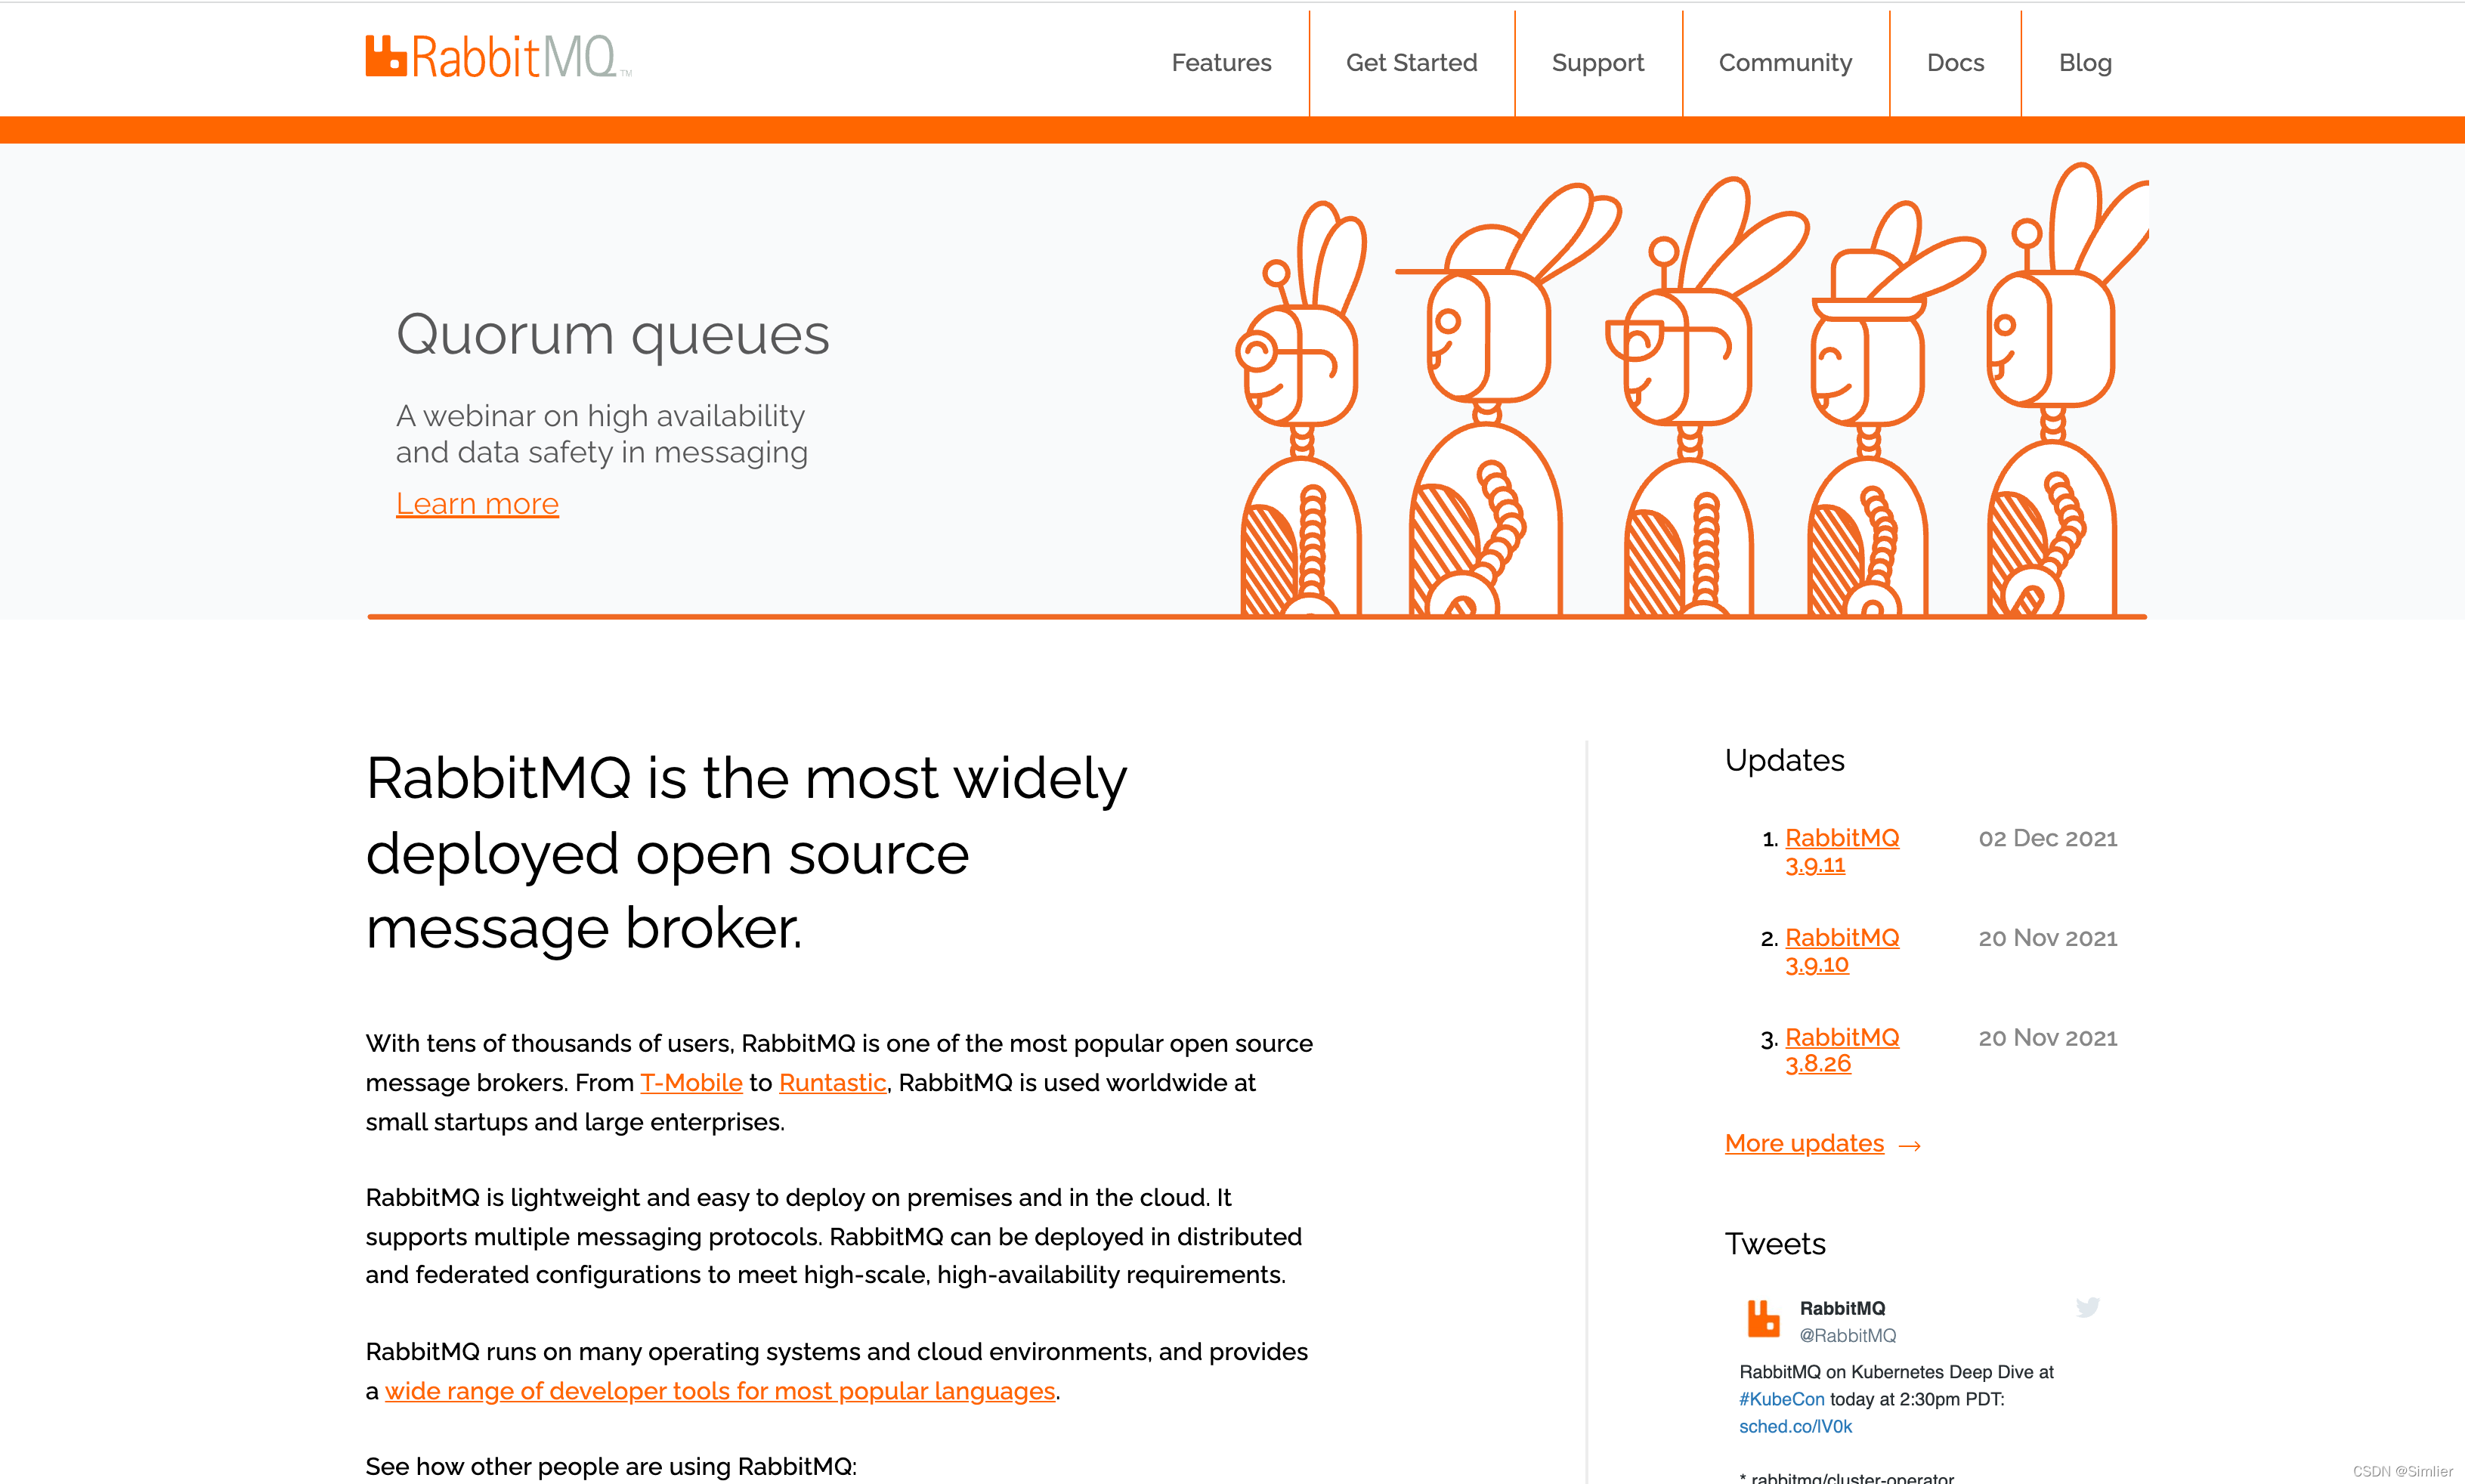 RabbitMQ™
Features
Get Started
Support
Community
Docs
Blog
Quorum queues
A webinar on high availability
and data safety in messaging
Learn more
RabbitMQ is the most widely
deployed open source
message broker.
With tens of thousands of users, RabbitMQ is one of the most popular open source
message brokers. From T-Mobile to Runtastic, RabbitMQ is used worldwide at
small startups and large enterprises.
RabbitMQ is lightweight and easy to deploy on premises and in the cloud. It
supports multiple messaging protocols. RabbitMQ can be deployed in distributed
and federated configurations to meet high-scale, high-availability requirements.
RabbitMQ runs on many operating systems and cloud environments, and provides
a wide range of developer tools for most popular languages.
See how other people are using RabbitMQ:
Updates
1. RabbitMQ 02 Dec 2021
3.9.11
2. RabbitMQ 20 Nov 2021
3.9.10
3. RabbitMQ 20 Nov 2021
3.8.26
More updates →
Tweets
RabbitMQ
@RabbitMQ
RabbitMQ on Kubernetes Deep Dive at
#KubeCon today at 2:30pm PDT:
sched.co/lV0k
* rabbitmq/cluster-operator
CSDN @Simlier